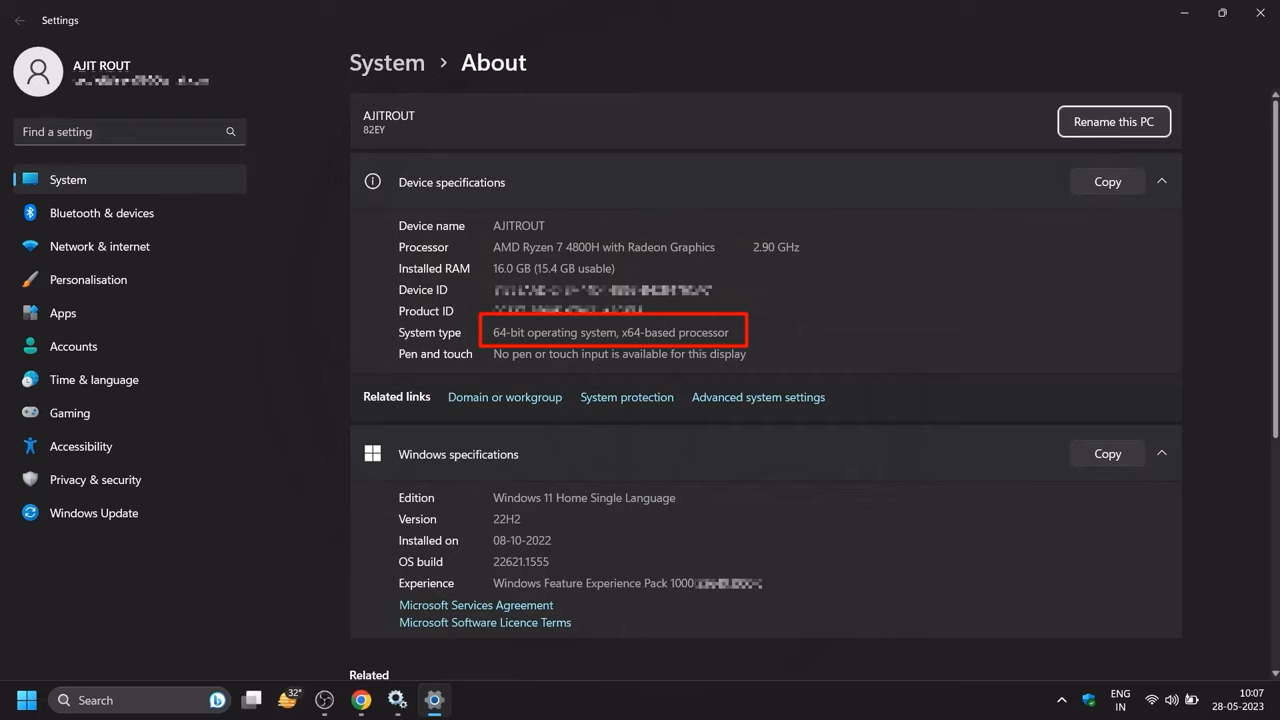 Settings
AJIT ROUT
Find a setting
System
Bluetooth & devices
Network & internet
Personalisation
Apps
Accounts
Time & language
Gaming
Accessibility
Privacy & security
Windows Update
System > About
AJITROUT
82EY
Rename this PC
Device specifications
Copy
Device name AJITROUT
Processor AMD Ryzen 7 4800H with Radeon Graphics 2.90 GHz
Installed RAM 16.0 GB (15.4 GB usable)
Device ID
Product ID
System type 64-bit operating system, x64-based processor
Pen and touch No pen or touch input is available for this display
Related links Domain or workgroup System protection Advanced system settings
Windows specifications
Copy
Edition Windows 11 Home Single Language
Version 22H2
Installed on 08-10-2022
OS build 22621.1555
Experience Windows Feature Experience Pack 1000
Microsoft Services Agreement
Microsoft Software Licence Terms
Related
Search
32°
ENG
IN
10:07
28-05-2023